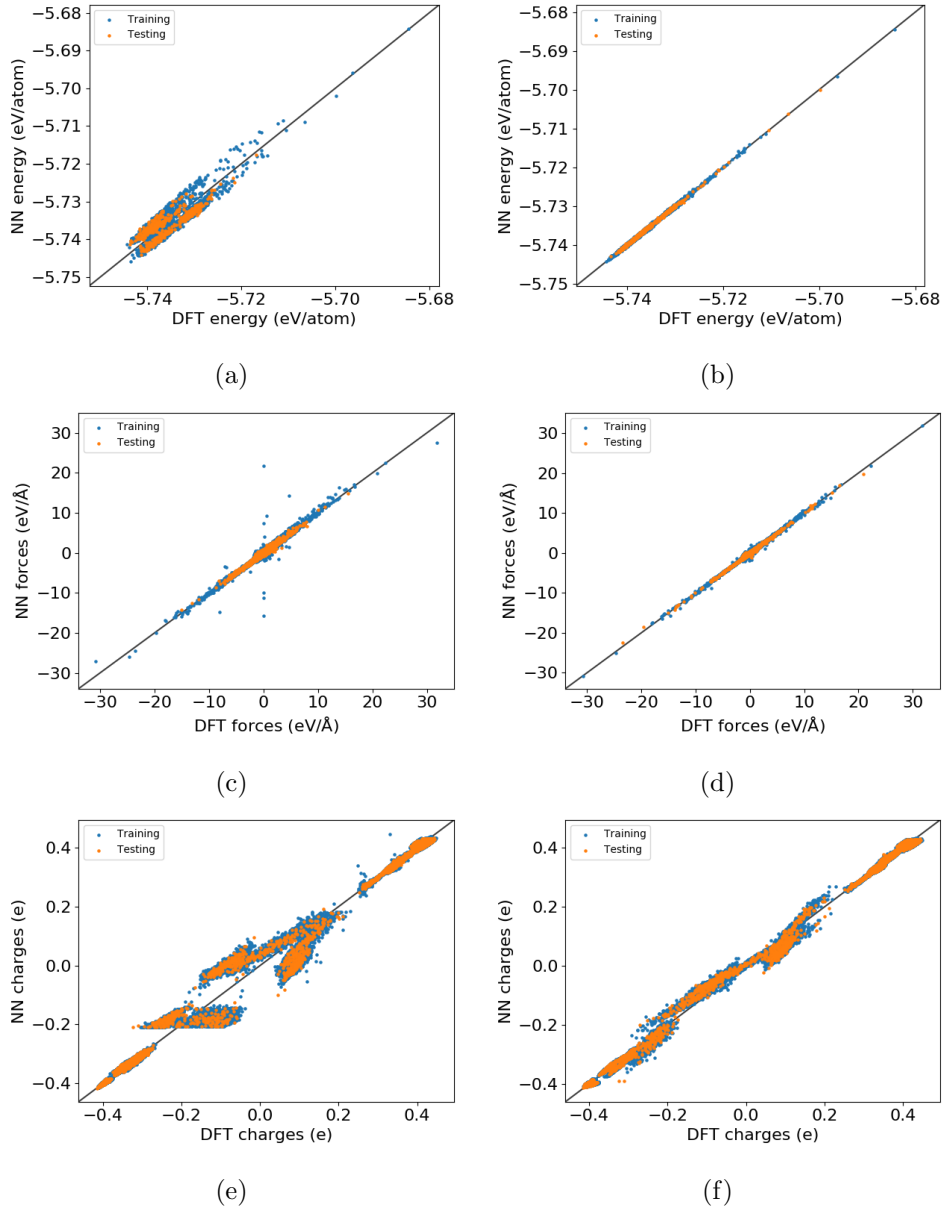 −5.68
−5.69
−5.70
−5.71
−5.72
−5.73
−5.74
−5.75
NN energy (eV/atom)
Training
Testing
−5.74 −5.72 −5.70 −5.68
DFT energy (eV/atom)
(a)
−5.68
−5.69
−5.70
−5.71
−5.72
−5.73
−5.74
−5.75
NN energy (eV/atom)
Training
Testing
−5.74 −5.72 −5.70 −5.68
DFT energy (eV/atom)
(b)
30
20
10
0
−10
−20
−30
NN forces (eV/Å)
Training
Testing
−30 −20 −10 0 10 20 30
DFT forces (eV/Å)
(c)
30
20
10
0
−10
−20
−30
NN forces (eV/Å)
Training
Testing
−30 −20 −10 0 10 20 30
DFT forces (eV/Å)
(d)
0.4
0.2
0.0
−0.2
−0.4
NN charges (e)
Training
Testing
−0.4 −0.2 0.0 0.2 0.4
DFT charges (e)
(e)
0.4
0.2
0.0
−0.2
−0.4
NN charges (e)
Training
Testing
−0.4 −0.2 0.0 0.2 0.4
DFT charges (e)
(f)